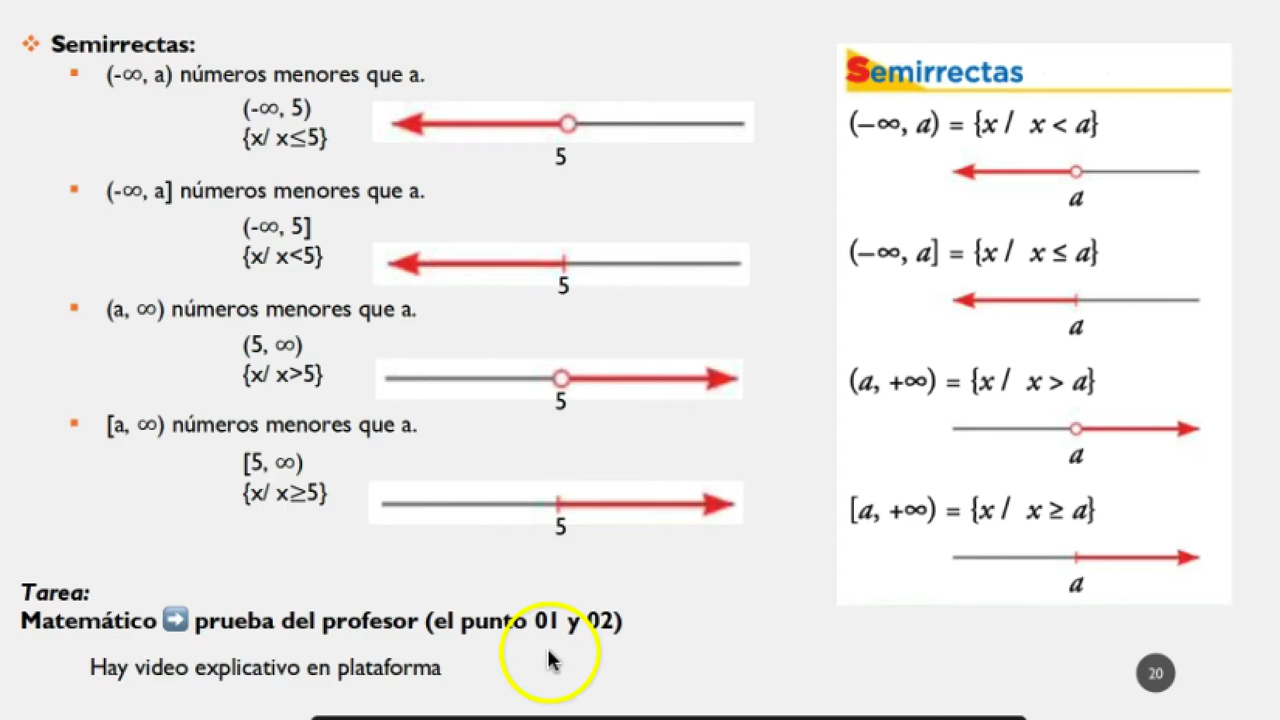 Semirrectas:
(-∞, a) números menores que a.
(-∞, 5)
{x/ x≤5}
5
(-∞, a] números menores que a.
(-∞, 5]
{x/ x<5}
5
(a, ∞) números menores que a.
(5, ∞)
{x/ x>5}
5
[a, ∞) números menores que a.
[5, ∞)
{x/ x≥5}
5
Tarea:
Matemático ➡️ prueba del profesor (el punto 01 y 02)
Hay video explicativo en plataforma
Semirrectas
(−∞, a) = {x / x < a}
a
(−∞, a] = {x / x ≤ a}
a
(a, +∞) = {x / x > a}
a
[a, +∞) = {x / x ≥ a}
a
20